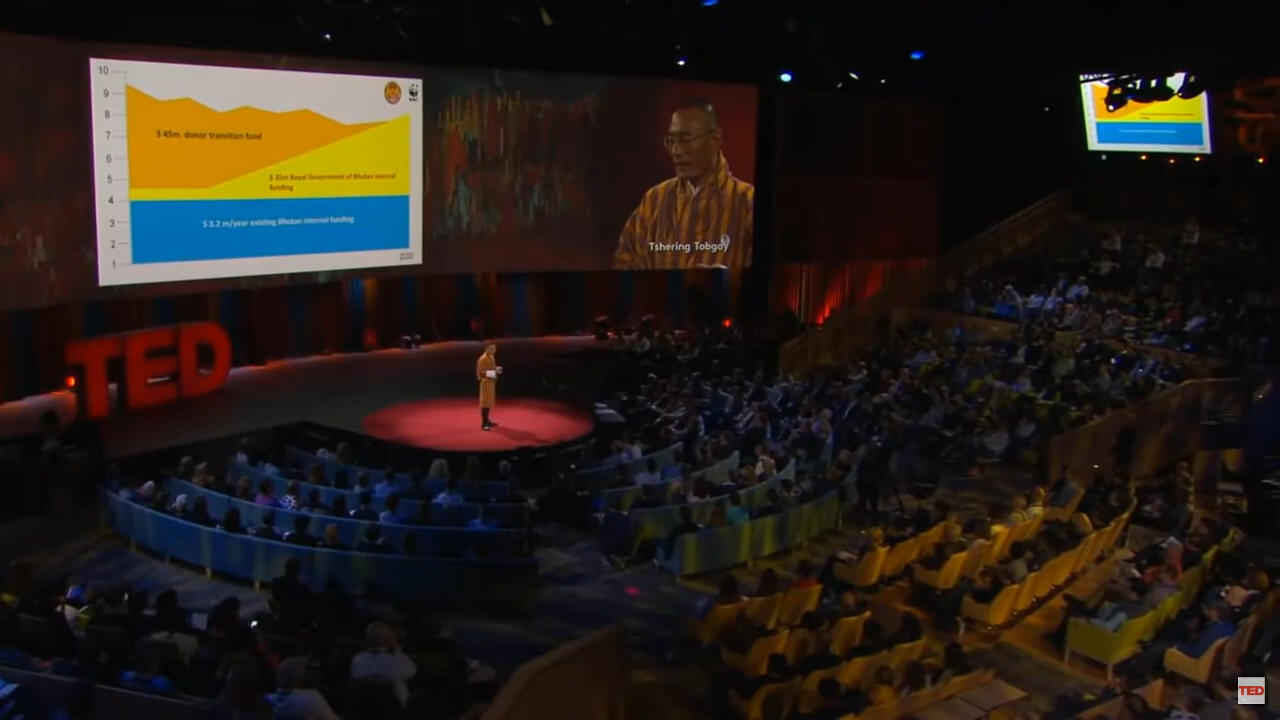 10
9
8
7
6
5
4
3
2
1
$ 45m donor transition fund
$ 35m Royal Government of Bhutan internal
funding
$ 3.2 m/year existing Bhutan internal funding
WWF
Tshering Tobgay
TED
TED